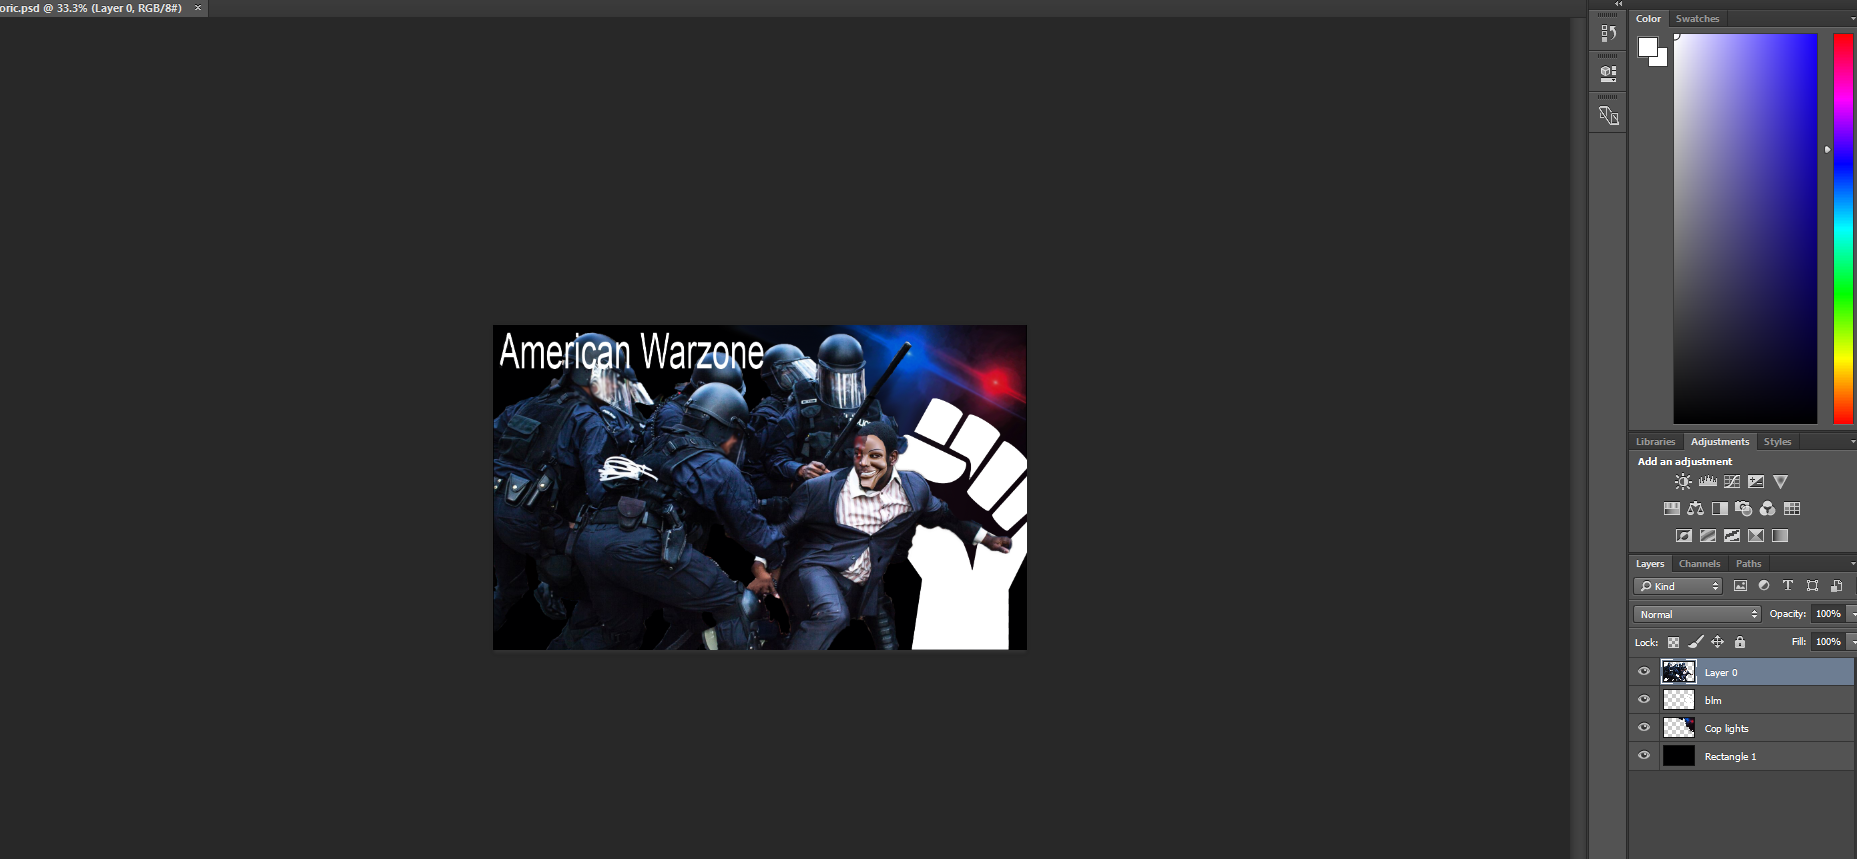 oric.psd @ 33.3% (Layer 0, RGB/8#) ×
Color Swatches
American Warzone
Libraries Adjustments Styles
Add an adjustment
Layers Channels Paths
Kind
Normal Opacity: 100%
Lock: Fill: 100%
Layer 0
blm
Cop lights
Rectangle 1